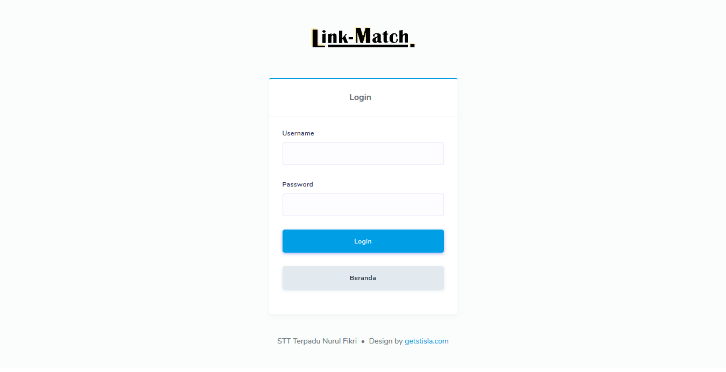 Link-Match.
Login
Username
Password
Login
Beranda
STT Terpadu Nurul Fikri • Design by getstisla.com